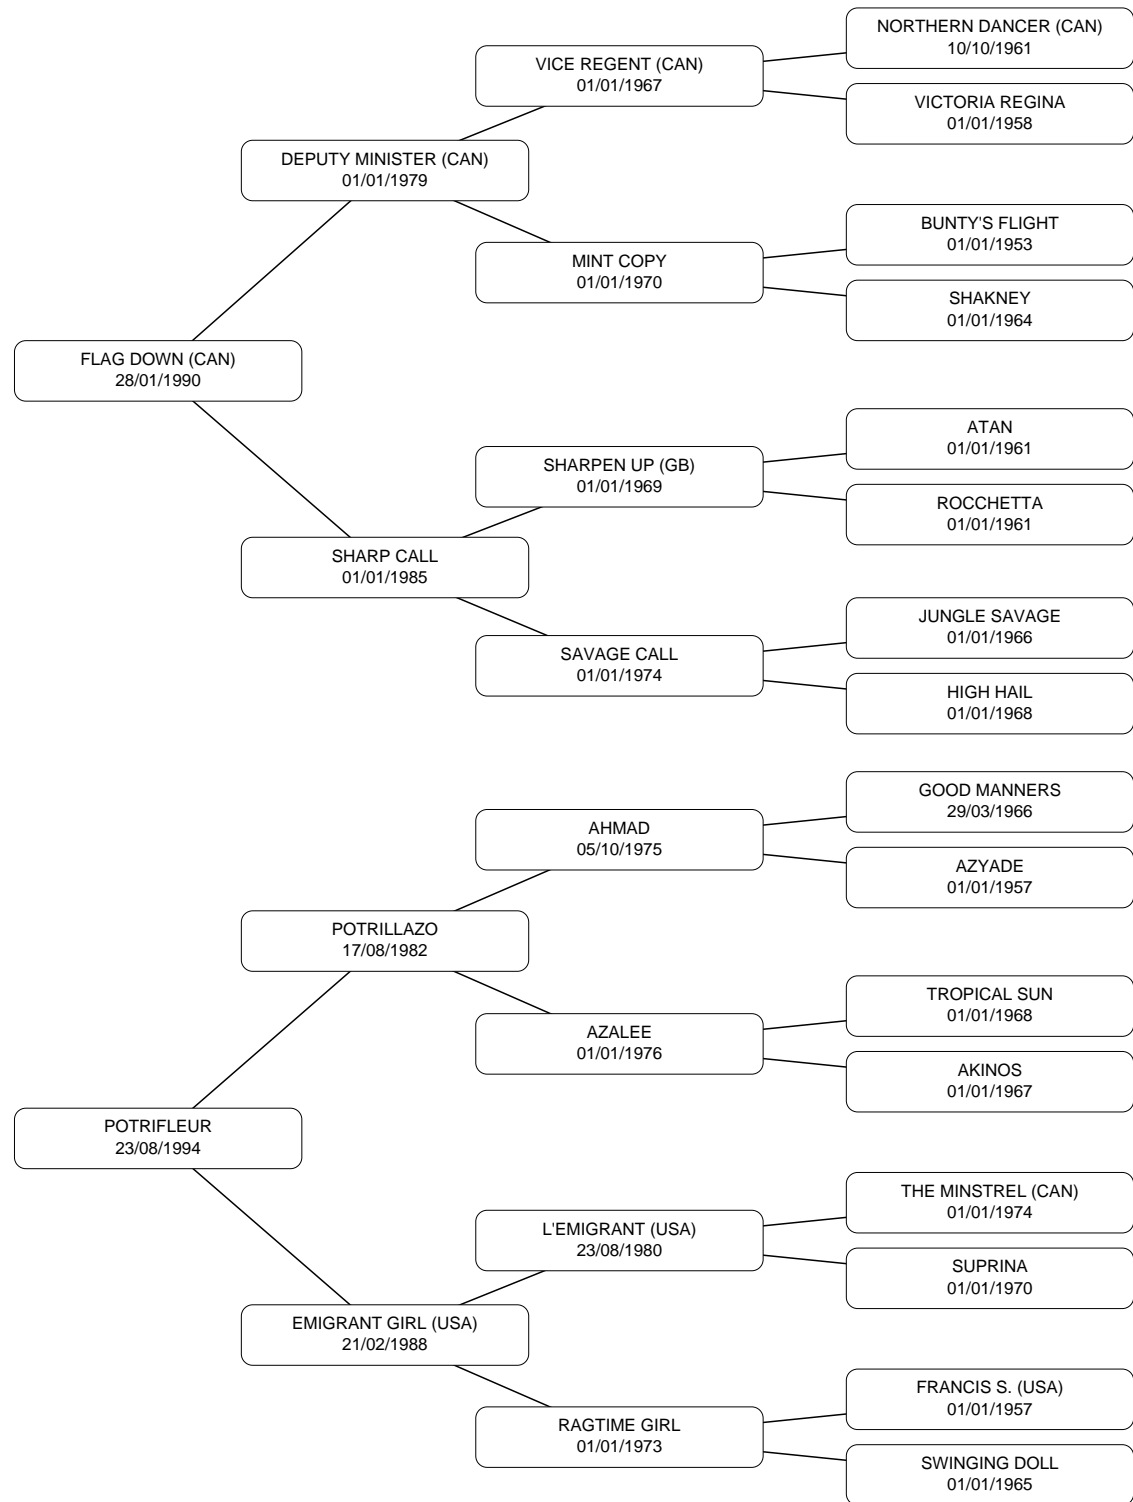 NORTHERN DANCER (CAN)
10/10/1961
VICE REGENT (CAN)
01/01/1967
VICTORIA REGINA
01/01/1958
DEPUTY MINISTER (CAN)
01/01/1979
BUNTY'S FLIGHT
01/01/1953
MINT COPY
01/01/1970
SHAKNEY
01/01/1964
FLAG DOWN (CAN)
28/01/1990
ATAN
01/01/1961
SHARPEN UP (GB)
01/01/1969
ROCCHETTA
01/01/1961
SHARP CALL
01/01/1985
JUNGLE SAVAGE
01/01/1966
SAVAGE CALL
01/01/1974
HIGH HAIL
01/01/1968
GOOD MANNERS
29/03/1966
AHMAD
05/10/1975
AZYADE
01/01/1957
POTRILLAZO
17/08/1982
TROPICAL SUN
01/01/1968
AZALEE
01/01/1976
AKINOS
01/01/1967
POTRIFLEUR
23/08/1994
THE MINSTREL (CAN)
01/01/1974
L'EMIGRANT (USA)
23/08/1980
SUPRINA
01/01/1970
EMIGRANT GIRL (USA)
21/02/1988
FRANCIS S. (USA)
01/01/1957
RAGTIME GIRL
01/01/1973
SWINGING DOLL
01/01/1965